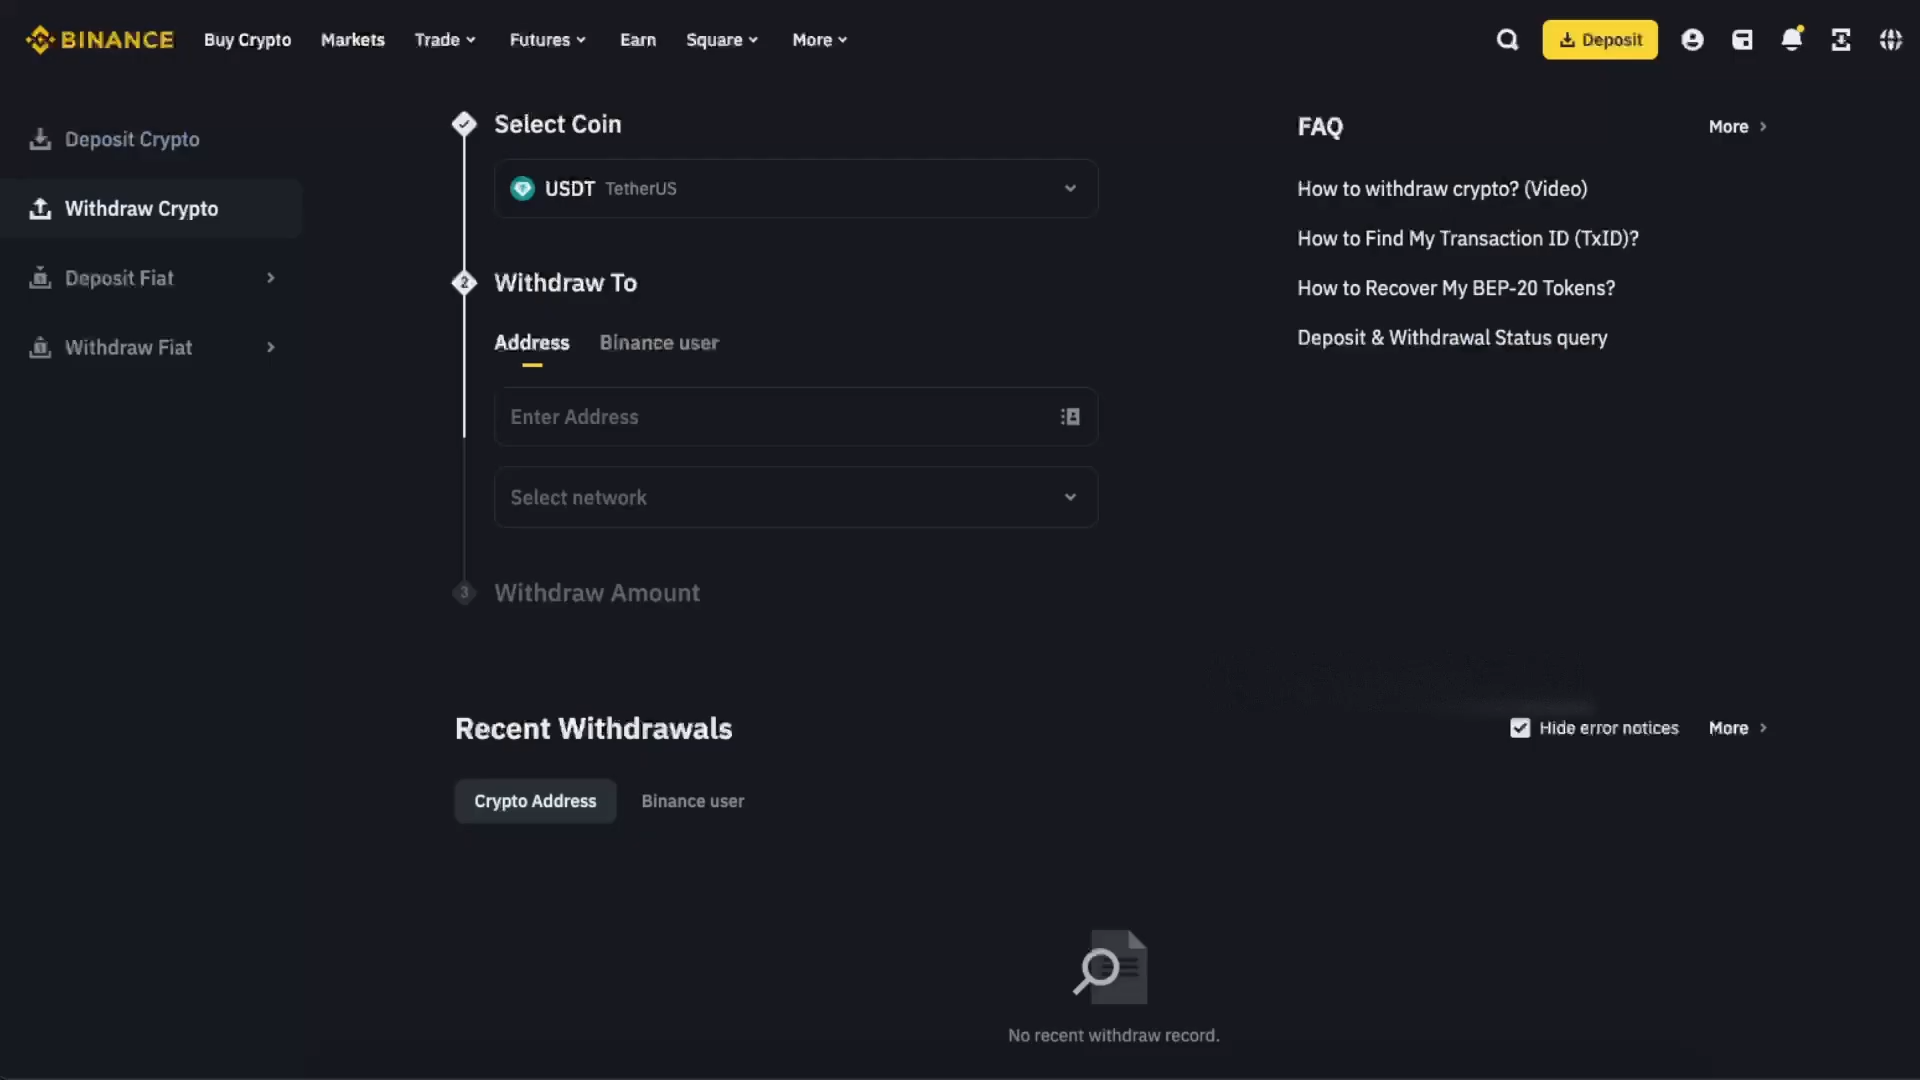 BINANCE Buy Crypto Markets Trade Futures Earn Square More Deposit
Deposit Crypto
Withdraw Crypto
Deposit Fiat
Withdraw Fiat
Select Coin
USDT TetherUS
2 Withdraw To
Address Binance user
Enter Address
Select network
3 Withdraw Amount
FAQ More
How to withdraw crypto? (Video)
How to Find My Transaction ID (TxID)?
How to Recover My BEP-20 Tokens?
Deposit & Withdrawal Status query
Recent Withdrawals Hide error notices More
Crypto Address Binance user
No recent withdraw record.